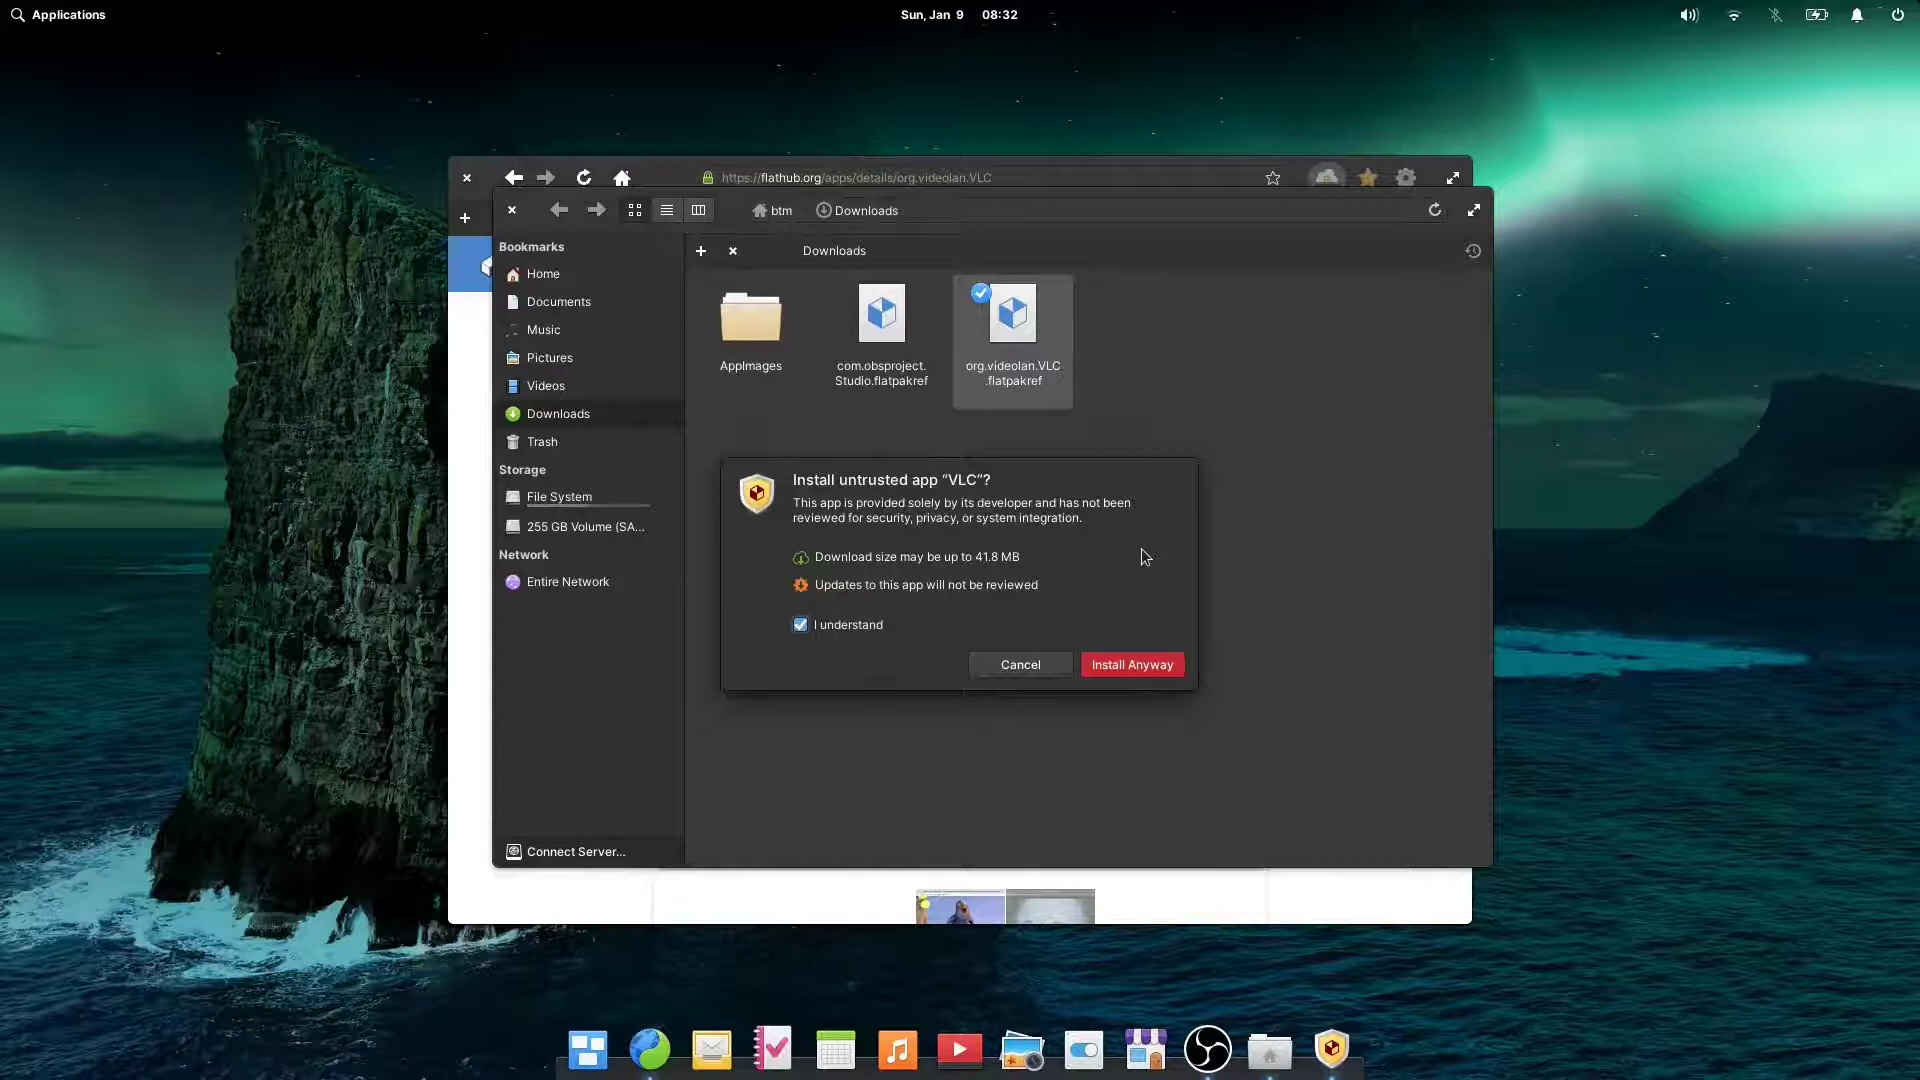 Applications
Sun, Jan 9 08:32
https://flathub.org/apps/details/org.videolan.VLC
btm
Downloads
Bookmarks
Home
Documents
Music
Pictures
Videos
Downloads
Trash
Storage
File System
255 GB Volume (SA...
Network
Entire Network
Connect Server...
Downloads
AppImages
com.obsproject.
Studio.flatpakref
org.videolan.VLC
.flatpakref
Install untrusted app “VLC”?
This app is provided solely by its developer and has not been
reviewed for security, privacy, or system integration.
Download size may be up to 41.8 MB
Updates to this app will not be reviewed
I understand
Cancel
Install Anyway